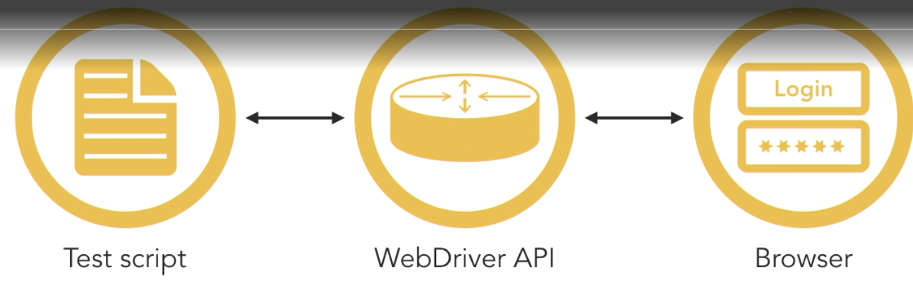 Login
*****
Test script
WebDriver API
Browser